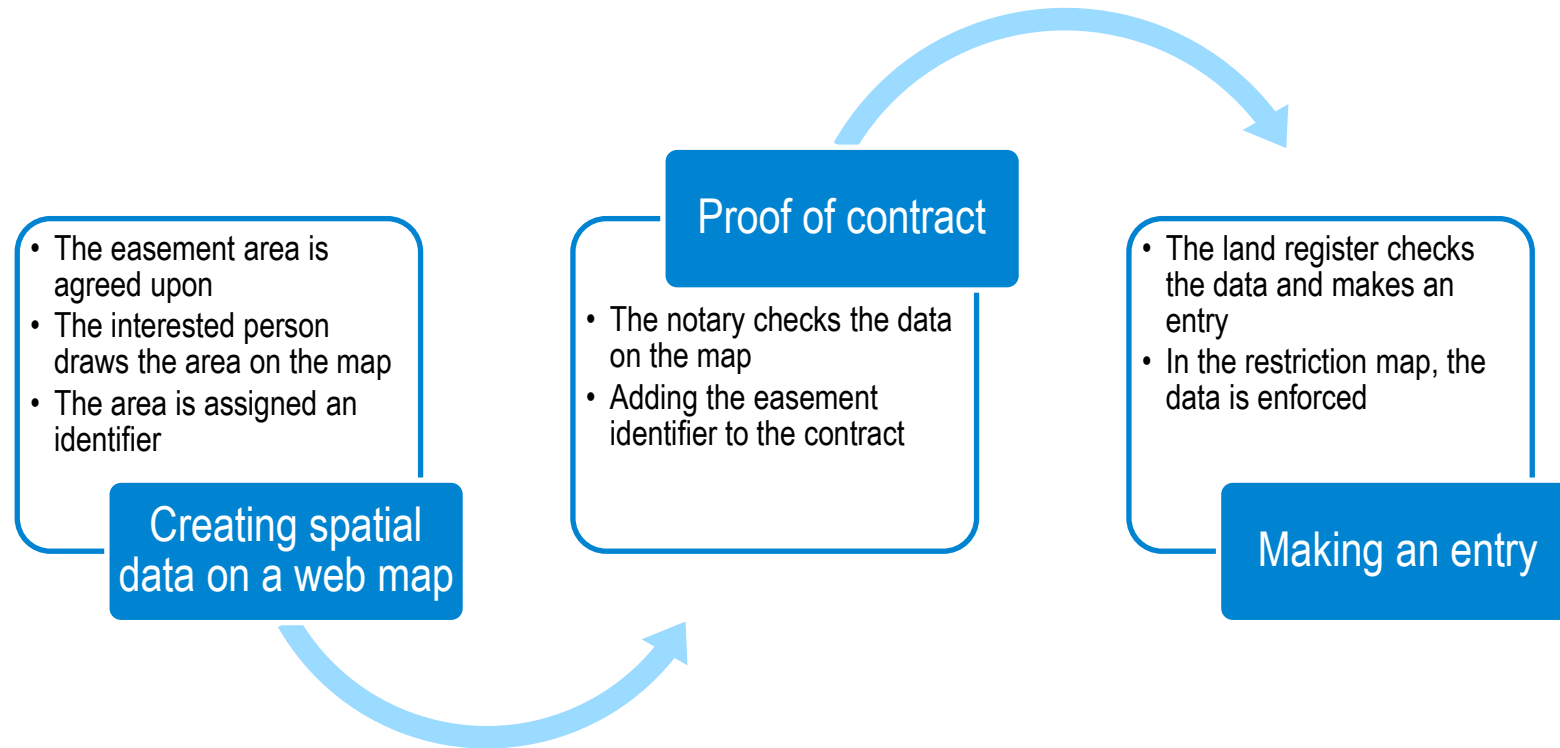 • The easement area is
agreed upon
• The interested person
draws the area on the map
• The area is assigned an
identifier
Creating spatial
data on a web map
Proof of contract
• The notary checks the data
on the map
• Adding the easement
identifier to the contract
• The land register checks
the data and makes an
entry
• In the restriction map, the
data is enforced
Making an entry